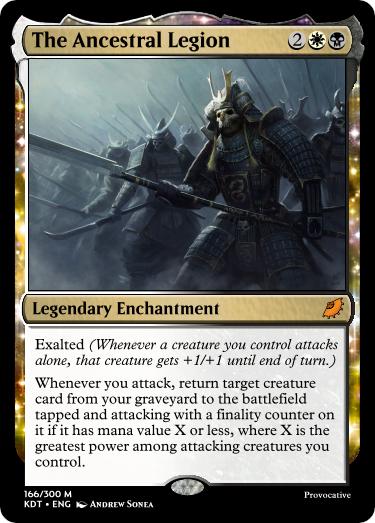 The Ancestral Legion 2
Legendary Enchantment
Exalted (Whenever a creature you control attacks
alone, that creature gets +1/+1 until end of turn.)
Whenever you attack, return target creature
card from your graveyard to the battlefield
tapped and attacking with a finality counter on
it if it has mana value X or less, where X is the
greatest power among attacking creatures you
control.
166/300 M
KDT • ENG Andrew Sonea
Provocative